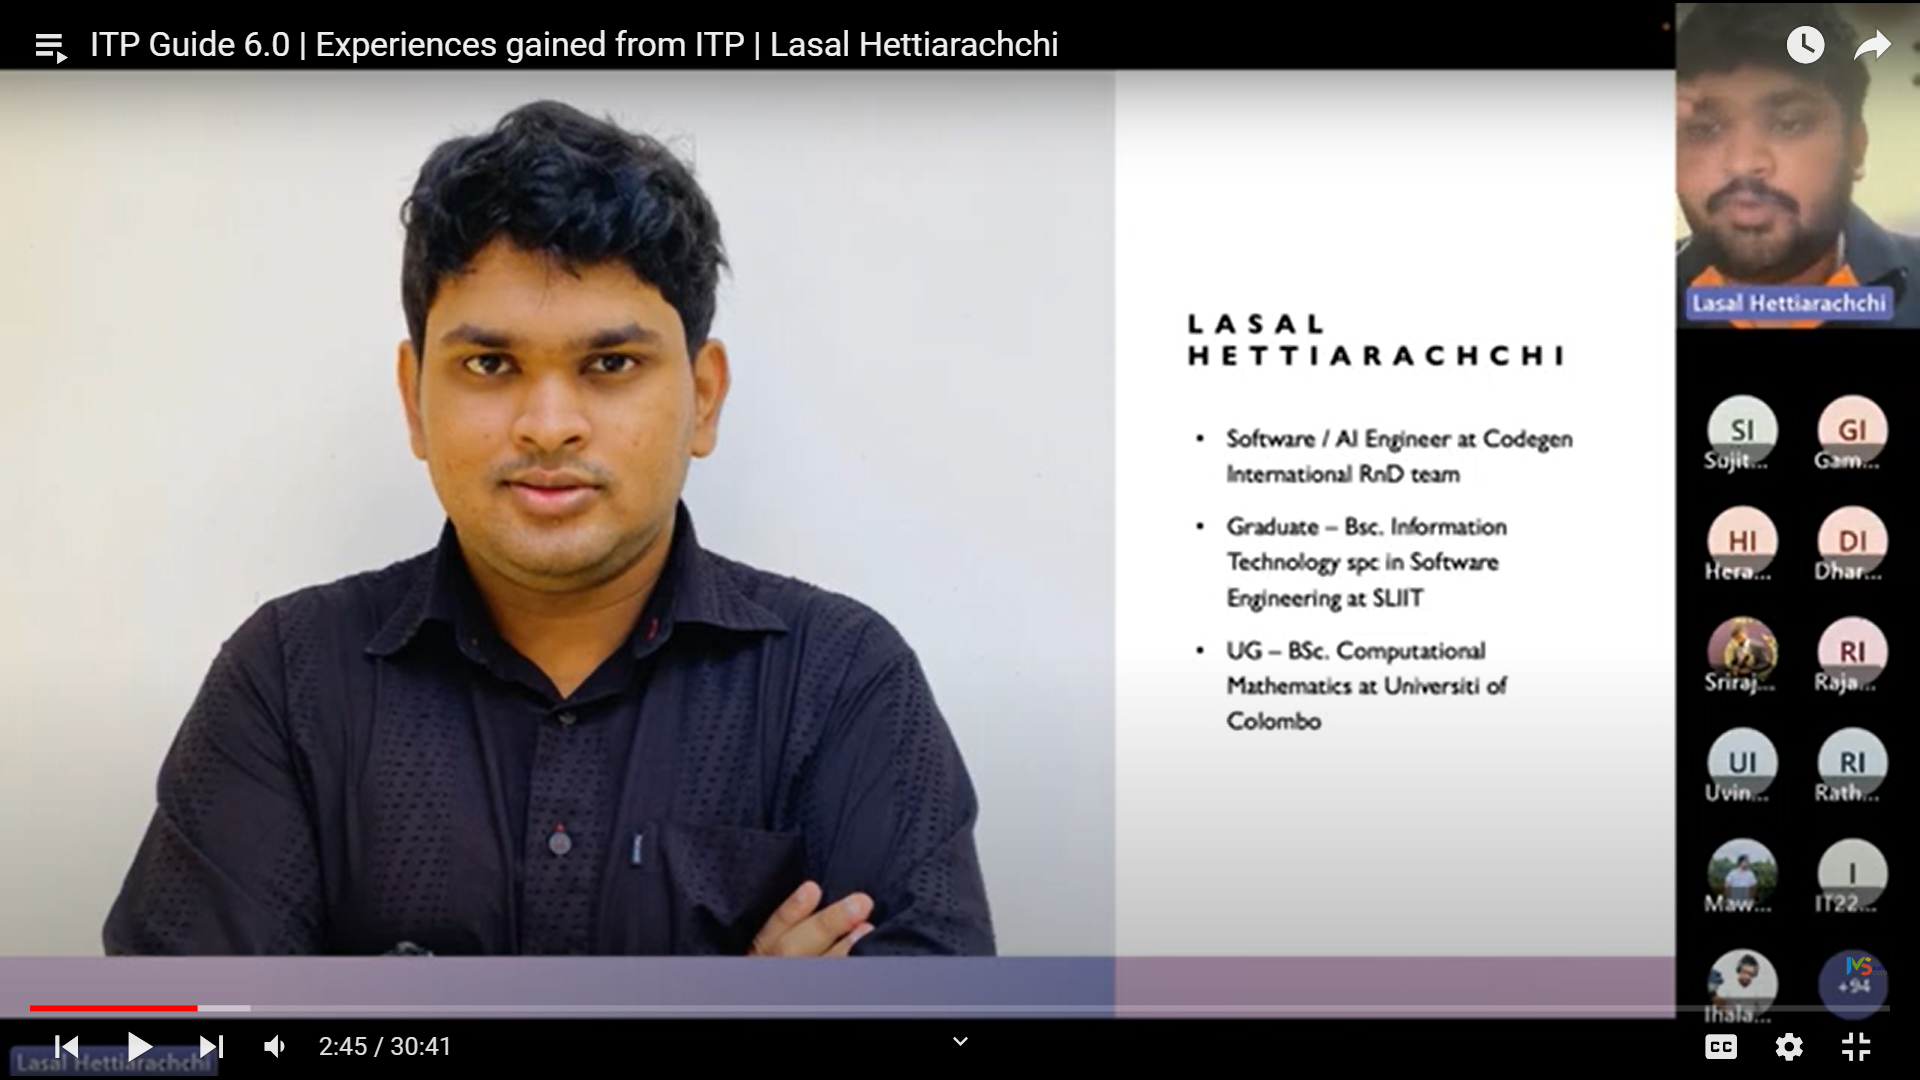 ITP Guide 6.0 | Experiences gained from ITP | Lasal Hettiarachchi
Lasal Hettiarachchi
LASAL
HETTIARACHCHI
• Software / AI Engineer at Codegen
International RnD team
• Graduate – Bsc. Information
Technology spc in Software
Engineering at SLIIT
• UG – BSc. Computational
Mathematics at Universiti of
Colombo
SI GI
Sujit... Gam...
HI DI
Hera... Dhar...
RI
Sriraj... Raja...
UI RI
Uvin... Rath...
I
Maw... IT22...
+94
Ihala...
2:45 / 30:41
CC
Lasal Hettiarachchi